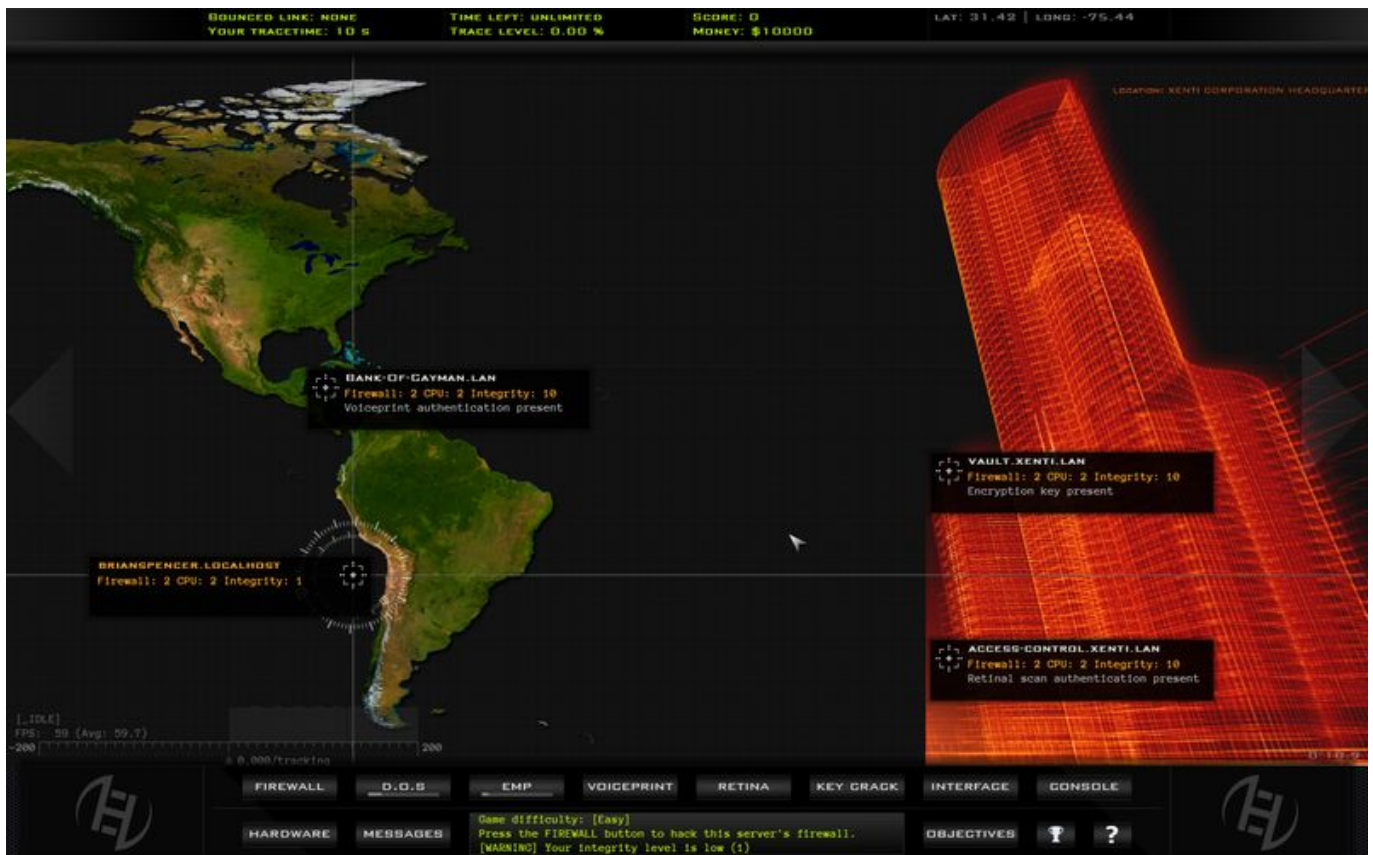 BOUNCED LINK: NONE
YOUR TRACETIME: 10 S
TIME LEFT: UNLIMITED
TRACE LEVEL: 0.00 %
SCORE: 0
MONEY: $10000
LAT: 31.42 | LONG: -75.44
LOCATION: XENTI CORPORATION HEADQUARTER
BANK-OF-CAYMAN.LAN
Firewall: 2 CPU: 2 Integrity: 10
Voiceprint authentication present
VAULT.XENTI.LAN
Firewall: 2 CPU: 2 Integrity: 10
Encryption key present
BRIANSPENCER.LOCALHOST
Firewall: 2 CPU: 2 Integrity: 1
ACCESS-CONTROL.XENTI.LAN
Firewall: 2 CPU: 2 Integrity: 10
Retinal scan authentication present
[_IDLE]
FPS: 59 (Avg: 59.7)
-200
200
0.000/tracking
0:10.9
FIREWALL
D.O.S
EMP
VOICEPRINT
RETINA
KEY CRACK
INTERFACE
CONSOLE
HARDWARE
MESSAGES
Game difficulty: [Easy]
Press the FIREWALL button to hack this server's firewall.
[WARNING] Your integrity level is low (1)
OBJECTIVES
?